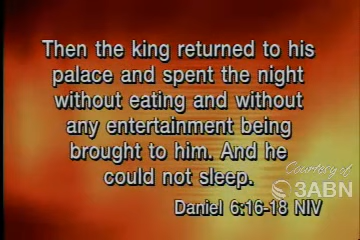 Then the king returned to his
palace and spent the night
without eating and without
any entertainment being
brought to him. And he
could not sleep.
Courtesy of
3ABN
Daniel 6:16-18 NIV